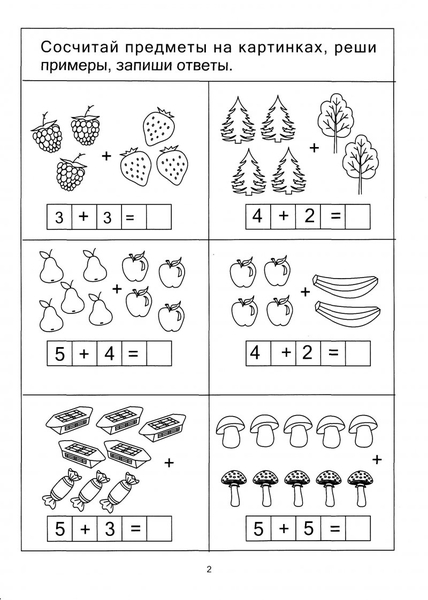 Сосчитай предметы на картинках, реши
примеры, запиши ответы.
+
+
3 + 3 =
4 + 2 =
+
+
5 + 4 =
4 + 2 =
+
+
5 + 3 =
5 + 5 =
2